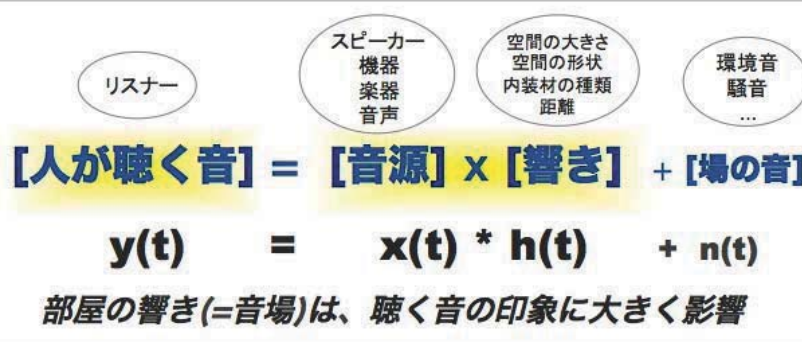 リスナー
スピーカー
機器
楽器
音声
空間の大きさ
空間の形状
内装材の種類
距離
環境音
騒音
...
[人が聴く音] = [音源] x [響き] + [場の音]
y(t) = x(t) * h(t) + n(t)
部屋の響き(=音場)は、聴く音の印象に大きく影響